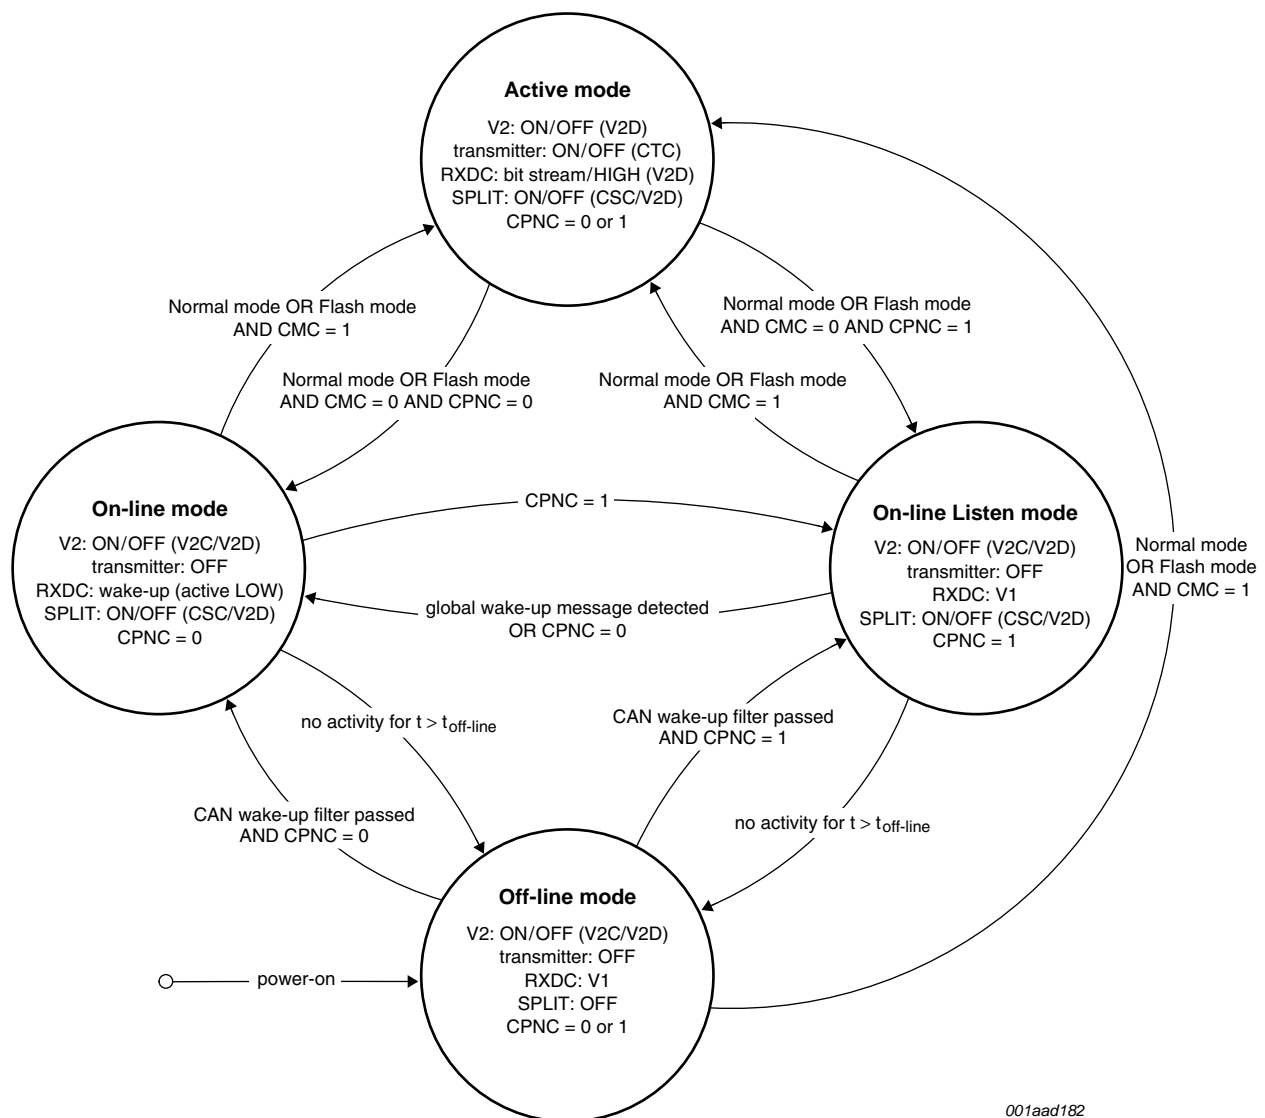 Active mode
V2: ON/OFF (V2D)
transmitter: ON/OFF (CTC)
RXDC: bit stream/HIGH (V2D)
SPLIT: ON/OFF (CSC/V2D)
CPNC = 0 or 1
Normal mode OR Flash mode
AND CMC = 1
Normal mode OR Flash mode
AND CMC = 0 AND CPNC = 1
Normal mode OR Flash mode
AND CMC = 0 AND CPNC = 0
Normal mode OR Flash mode
AND CMC = 1
On-line mode
V2: ON/OFF (V2C/V2D)
transmitter: OFF
RXDC: wake-up (active LOW)
SPLIT: ON/OFF (CSC/V2D)
CPNC = 0
CPNC = 1
global wake-up message detected
OR CPNC = 0
On-line Listen mode
V2: ON/OFF (V2C/V2D)
transmitter: OFF
RXDC: V1
SPLIT: ON/OFF (CSC/V2D)
CPNC = 1
Normal mode
OR Flash mode
AND CMC = 1
no activity for t > toff-line
CAN wake-up filter passed
AND CPNC = 1
CAN wake-up filter passed
AND CPNC = 0
no activity for t > toff-line
Off-line mode
V2: ON/OFF (V2C/V2D)
transmitter: OFF
RXDC: V1
SPLIT: OFF
CPNC = 0 or 1
power-on
001aad182